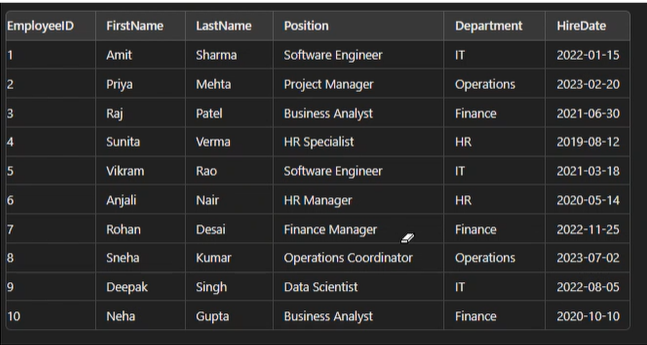 EmployeeID FirstName LastName Position Department HireDate
1 Amit Sharma Software Engineer IT 2022-01-15
2 Priya Mehta Project Manager Operations 2023-02-20
3 Raj Patel Business Analyst Finance 2021-06-30
4 Sunita Verma HR Specialist HR 2019-08-12
5 Vikram Rao Software Engineer IT 2021-03-18
6 Anjali Nair HR Manager HR 2020-05-14
7 Rohan Desai Finance Manager Finance 2022-11-25
8 Sneha Kumar Operations Coordinator Operations 2023-07-02
9 Deepak Singh Data Scientist IT 2022-08-05
10 Neha Gupta Business Analyst Finance 2020-10-10